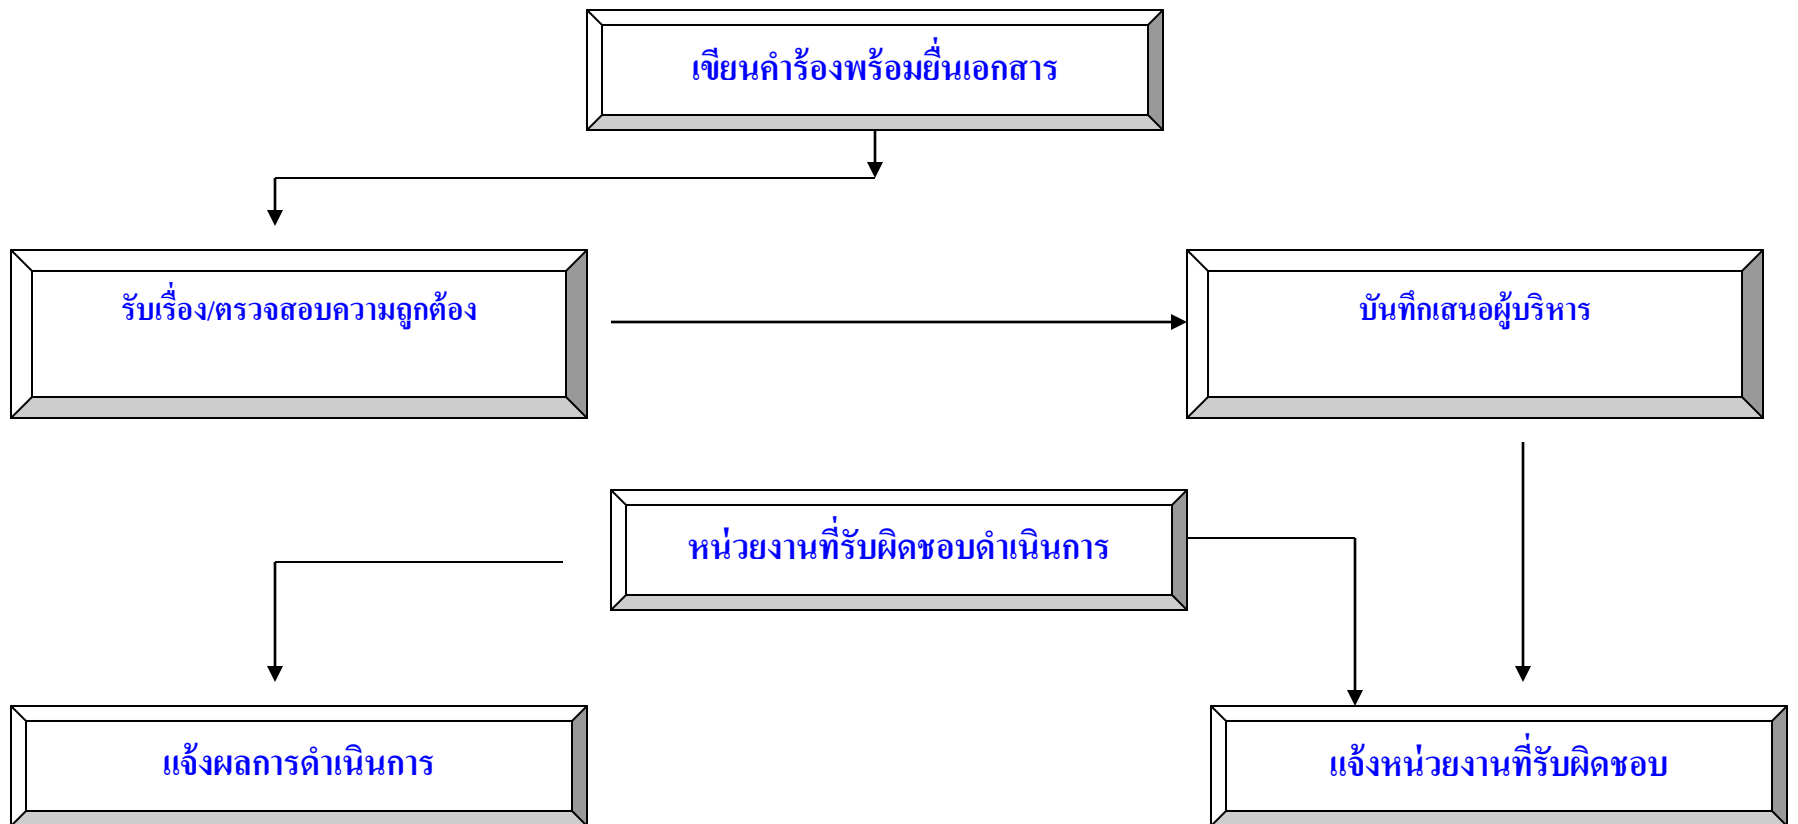 เขียนคำร้องพร้อมยื่นเอกสาร
รับเรื่อง/ตรวจสอบความถูกต้อง
บันทึกเสนอผู้บริหาร
หน่วยงานที่รับผิดชอบดำเนินการ
แจ้งผลการดำเนินการ
แจ้งหน่วยงานที่รับผิดชอบ